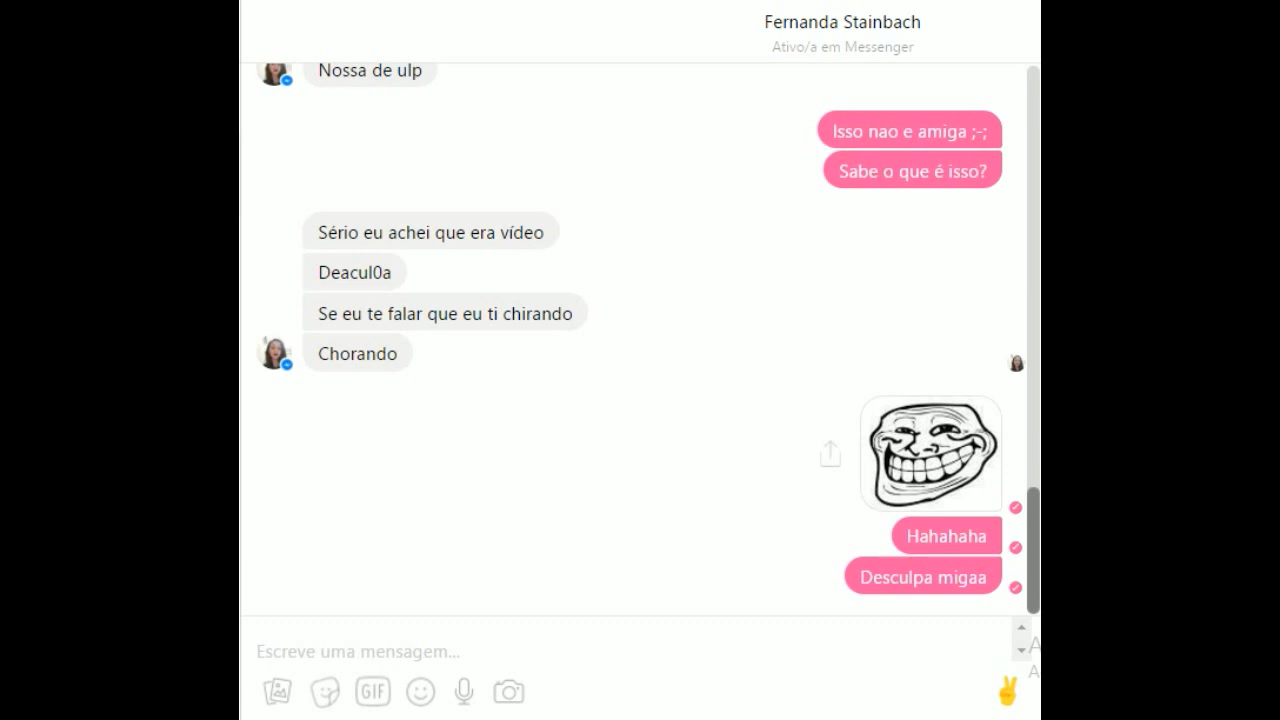 Fernanda Stainbach
Ativo/a em Messenger
Nossa de ulp
Isso nao e amiga ;-;
Sabe o que é isso?
Sério eu achei que era vídeo
Deacul0a
Se eu te falar que eu ti chirando
Chorando
Hahahaha
Desculpa migaa
Escreve uma mensagem...
GIF
A
A